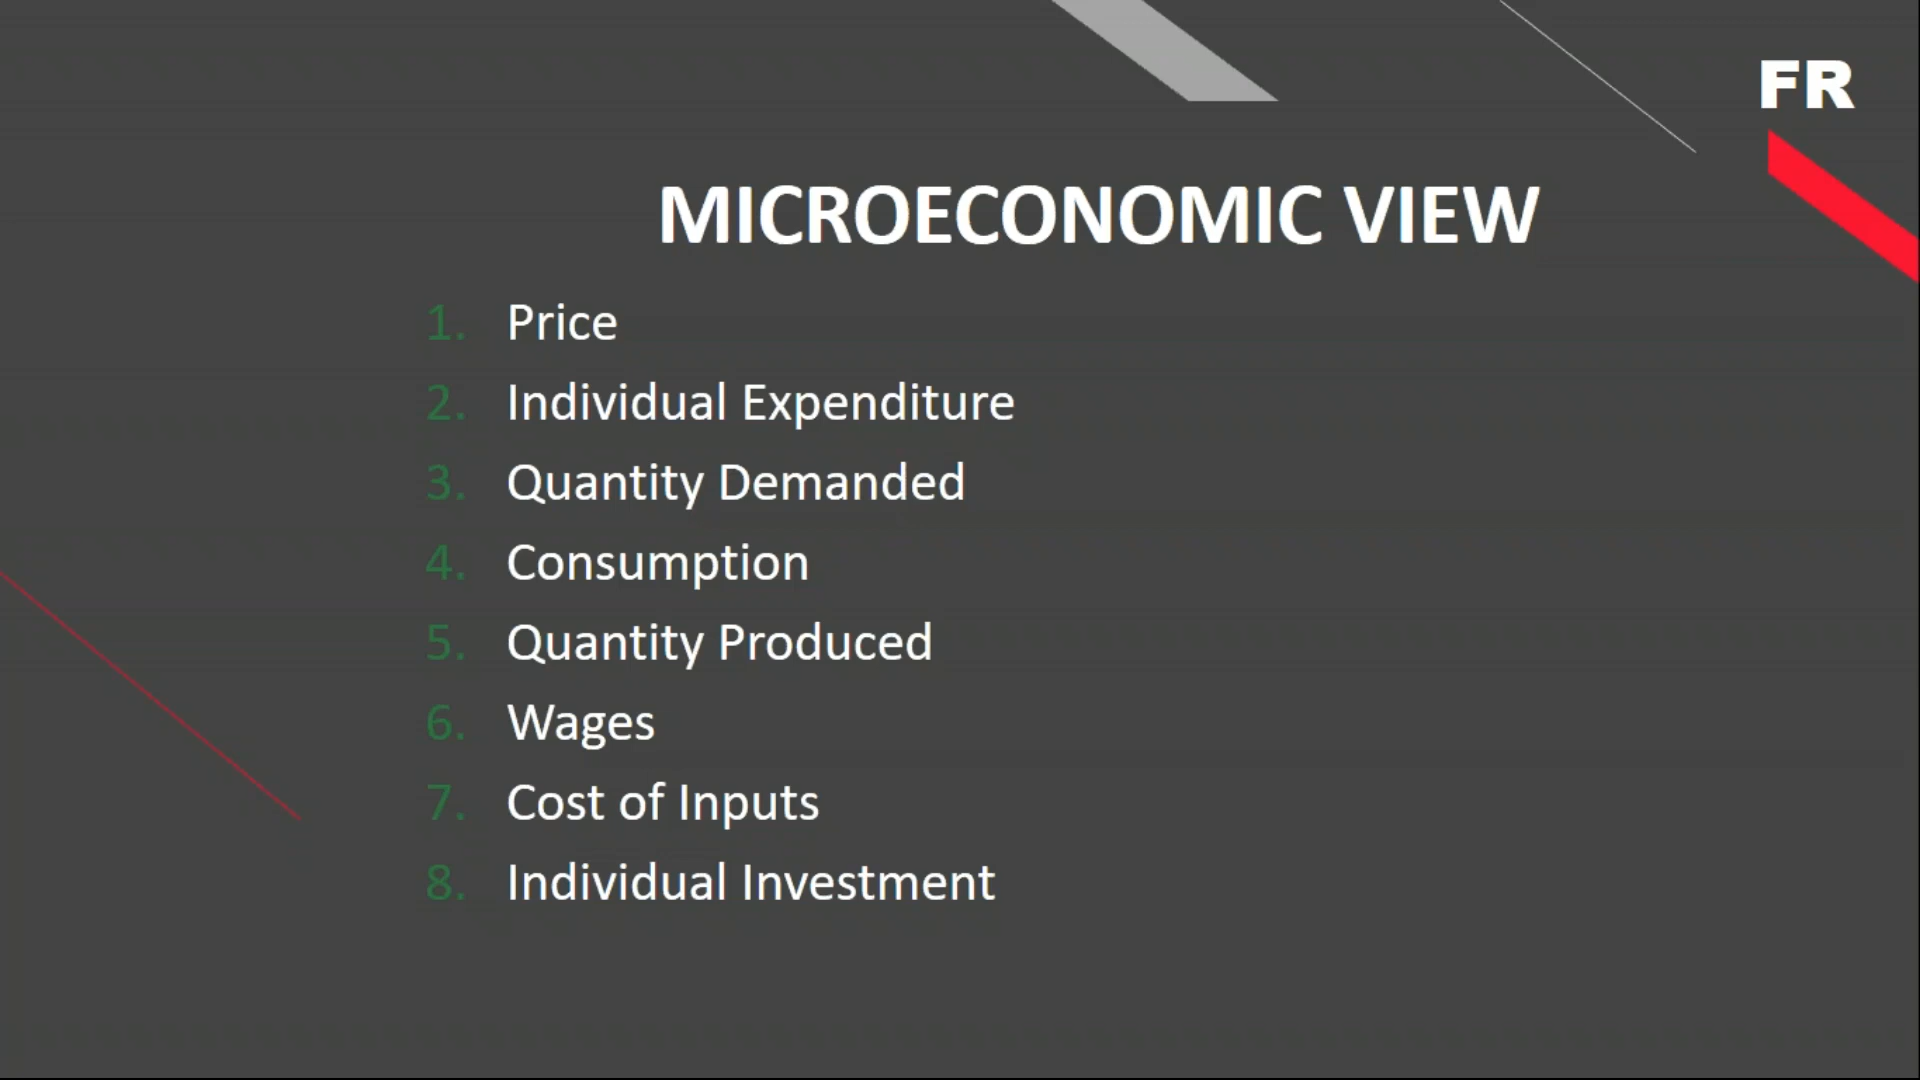 FR
MICROECONOMIC VIEW
1. Price
2. Individual Expenditure
3. Quantity Demanded
4. Consumption
5. Quantity Produced
6. Wages
7. Cost of Inputs
8. Individual Investment